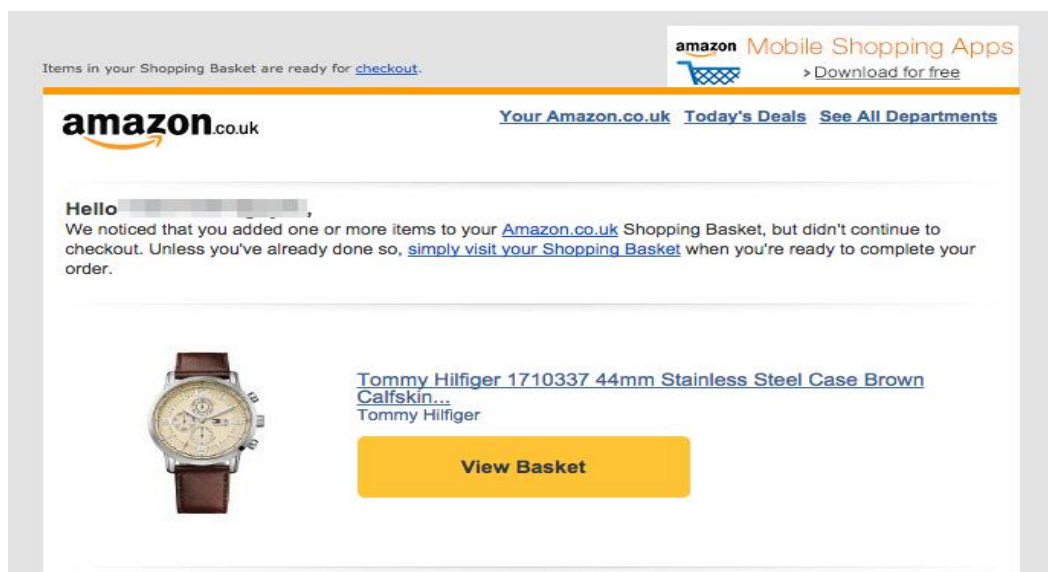 amazon Mobile Shopping Apps
Items in your Shopping Basket are ready for checkout.
> Download for free
amazon.co.uk
Your Amazon.co.uk Today's Deals See All Departments
Hello ,
We noticed that you added one or more items to your Amazon.co.uk Shopping Basket, but didn't continue to
checkout. Unless you've already done so, simply visit your Shopping Basket when you're ready to complete your
order.
Tommy Hilfiger 1710337 44mm Stainless Steel Case Brown
Calfskin...
Tommy Hilfiger
View Basket